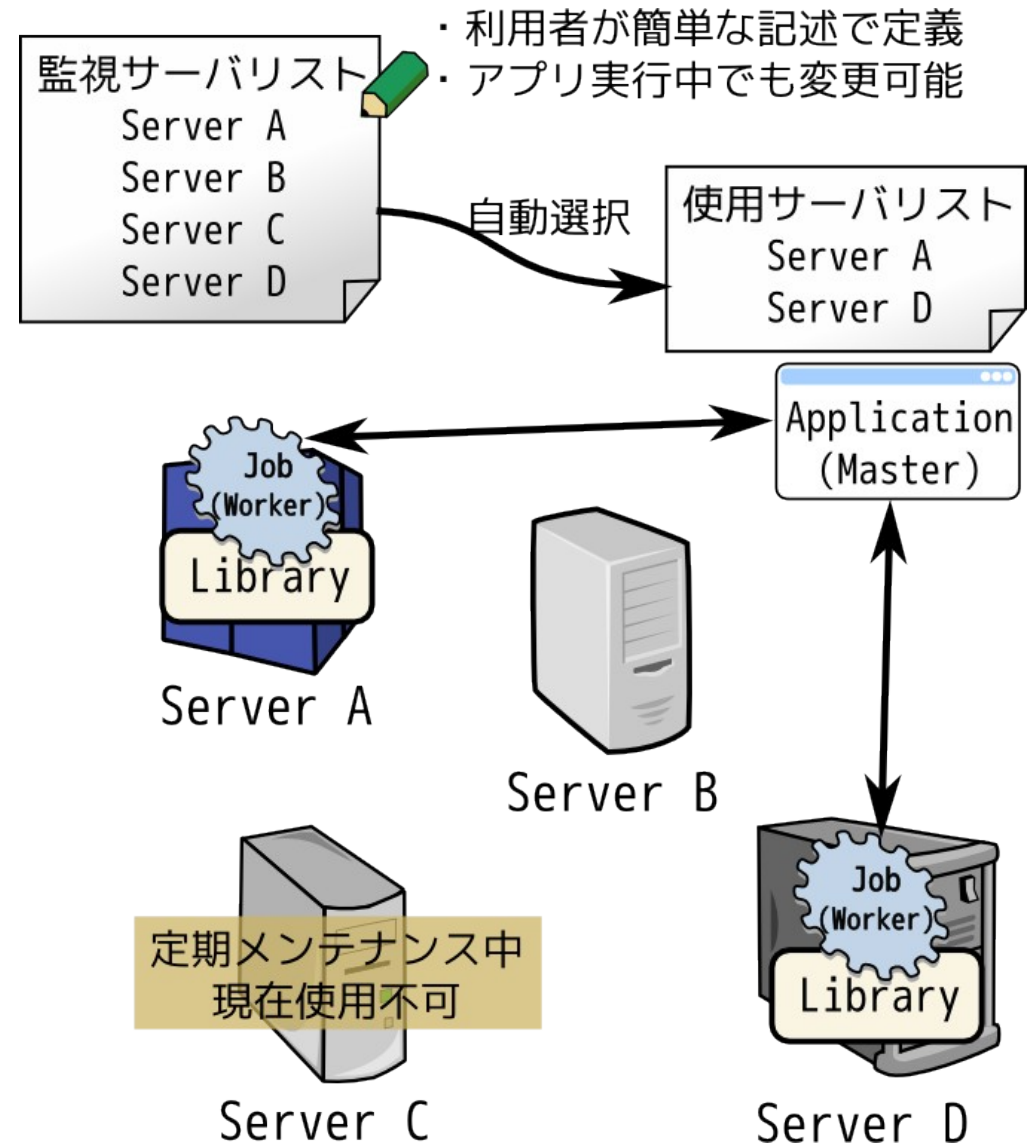 ・利用者が簡単な記述で定義
・アプリ実行中でも変更可能
監視サーバリスト
Server A
Server B
Server C
Server D
自動選択
使用サーバリスト
Server A
Server D
Application
(Master)
Job
(Worker)
Library
Server A
Server B
定期メンテナンス中
現在使用不可
Server C
Job
(Worker)
Library
Server D